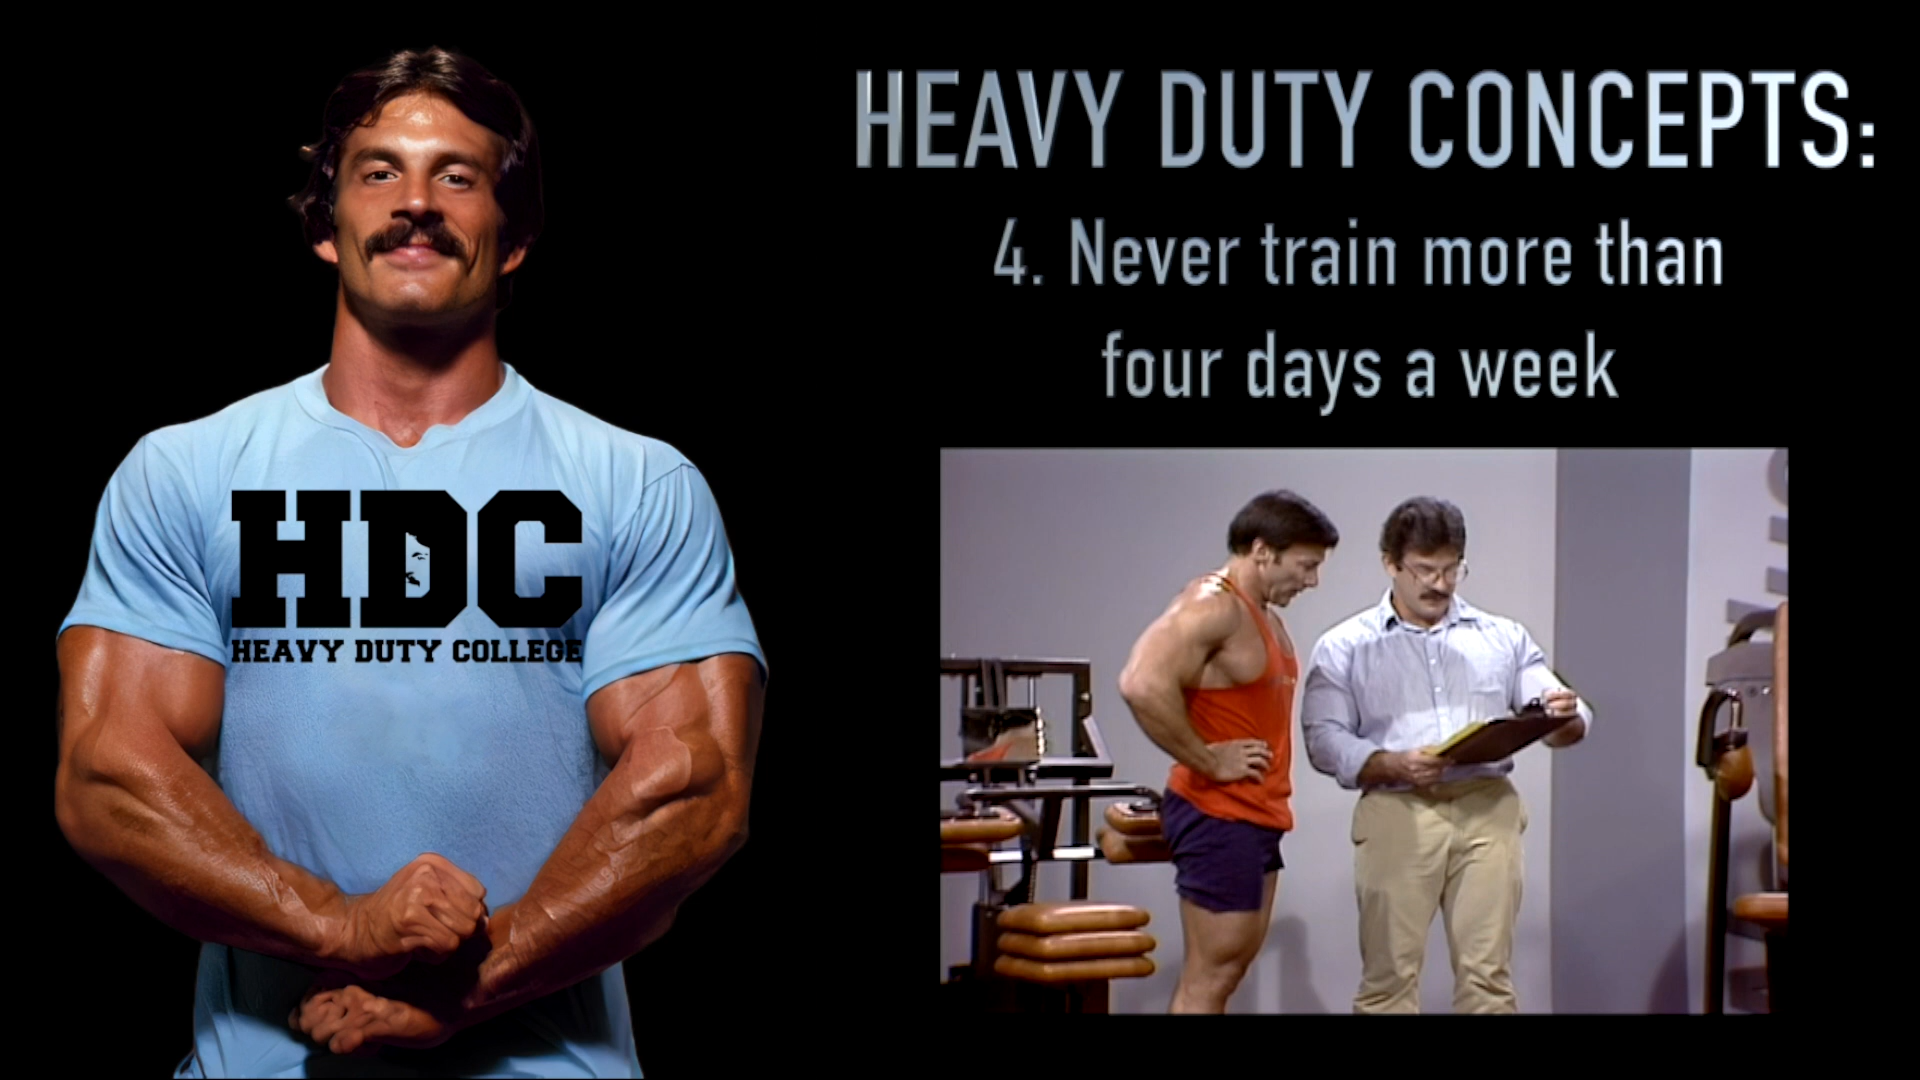 HEAVY DUTY CONCEPTS:
4. Never train more than
four days a week
HDC
HEAVY DUTY COLLEGE